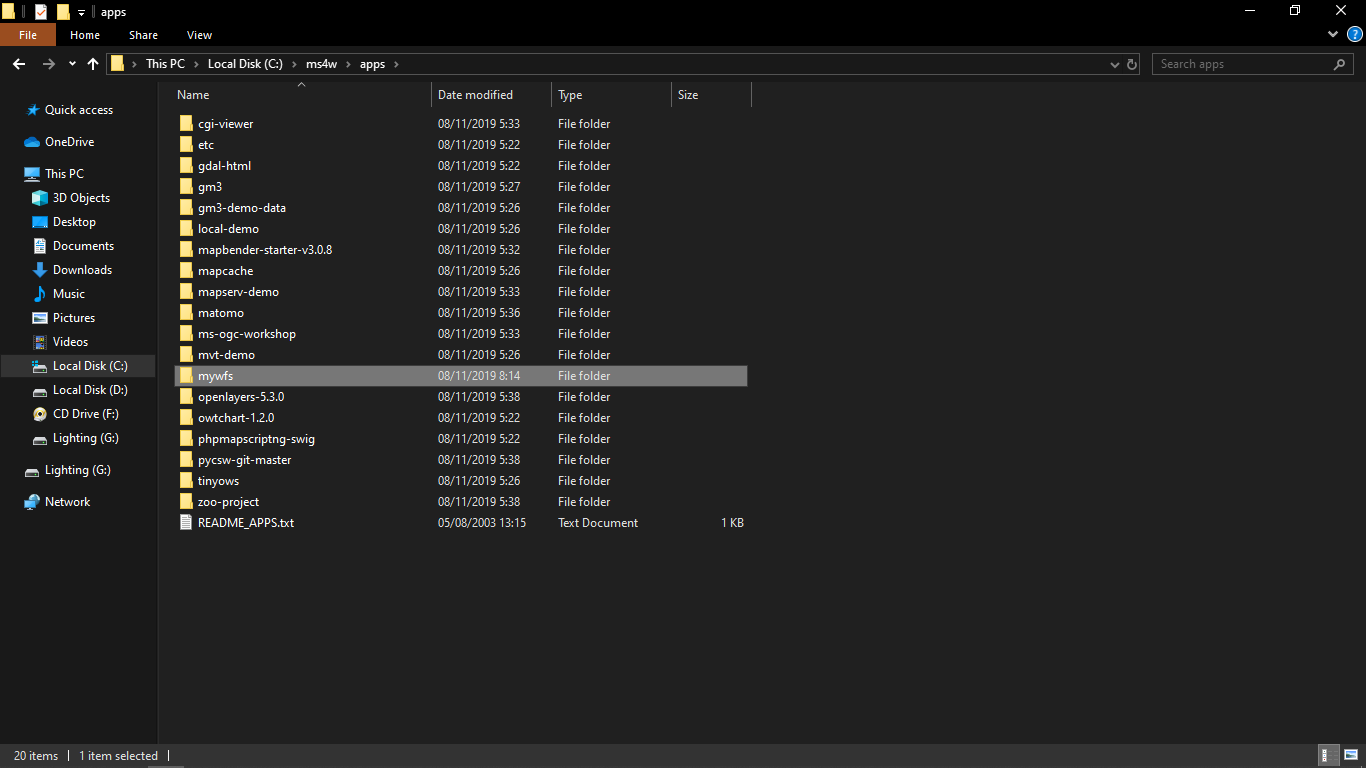 apps
File Home Share View
This PC Local Disk (C:) ms4w apps Search apps
Name Date modified Type Size
Quick access
OneDrive
This PC
3D Objects
Desktop
Documents
Downloads
Music
Pictures
Videos
Local Disk (C:)
Local Disk (D:)
CD Drive (F:)
Lighting (G:)
Lighting (G:)
Network
cgi-viewer 08/11/2019 5:33 File folder
etc 08/11/2019 5:22 File folder
gdal-html 08/11/2019 5:22 File folder
gm3 08/11/2019 5:27 File folder
gm3-demo-data 08/11/2019 5:26 File folder
local-demo 08/11/2019 5:26 File folder
mapbender-starter-v3.0.8 08/11/2019 5:32 File folder
mapcache 08/11/2019 5:26 File folder
mapserv-demo 08/11/2019 5:33 File folder
matomo 08/11/2019 5:36 File folder
ms-ogc-workshop 08/11/2019 5:33 File folder
mvt-demo 08/11/2019 5:26 File folder
mywfs 08/11/2019 8:14 File folder
openlayers-5.3.0 08/11/2019 5:38 File folder
owtchart-1.2.0 08/11/2019 5:22 File folder
phpmapscriptng-swig 08/11/2019 5:22 File folder
pycsw-git-master 08/11/2019 5:38 File folder
tinyows 08/11/2019 5:26 File folder
zoo-project 08/11/2019 5:38 File folder
README_APPS.txt 05/08/2003 13:15 Text Document 1 KB
20 items 1 item selected